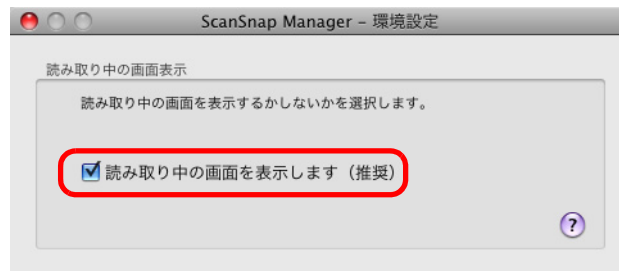 ScanSnap Manager – 環境設定
読み取り中の画面表示
読み取り中の画面を表示するかしないかを選択します。
読み取り中の画面を表示します（推奨）
?